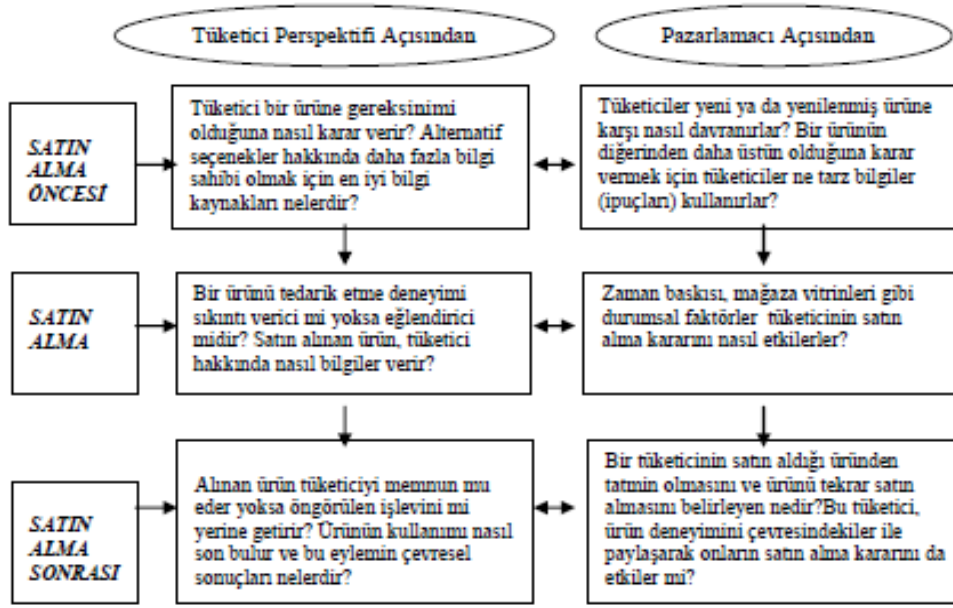 Tüketici Perspektifi Açısından
Pazarlamacı Açısından
SATIN
ALMA
ÖNCESİ
Tüketici bir ürüne gereksinimi
olduğuna nasıl karar verir? Alternatif
seçenekler hakkında daha fazla bilgi
sahibi olmak için en iyi bilgi
kaynakları nelerdir?
Tüketiciler yeni ya da yenilenmiş ürüne
karşı nasıl davranırlar? Bir ürünün
diğerinden daha üstün olduğuna karar
vermek için tüketiciler ne tarz bilgiler
(ipuçları) kullanırlar?
SATIN
ALMA
Bir ürünü tedarik etme deneyimi
sıkıntı verici mi yoksa eğlendirici
midir? Satın alınan ürün, tüketici
hakkında nasıl bilgiler verir?
Zaman baskısı, mağaza vitrinleri gibi
durumsal faktörler tüketicinin satın
alma kararını nasıl etkilerler?
SATIN
ALMA
SONRASI
Alınan ürün tüketiciyi memnun mu
eder yoksa öngörülen işlevini mi
yerine getirir? Ürünün kullanımı nasıl
son bulur ve bu eylemin çevresel
sonuçları nelerdir?
Bir tüketicinin satın aldığı üründen
tatmin olmasını ve ürünü tekrar satın
almasını belirleyen nedir?Bu tüketici,
ürün deneyimini çevresindekiler ile
paylaşarak onların satın alma kararını da
etkiler mi?